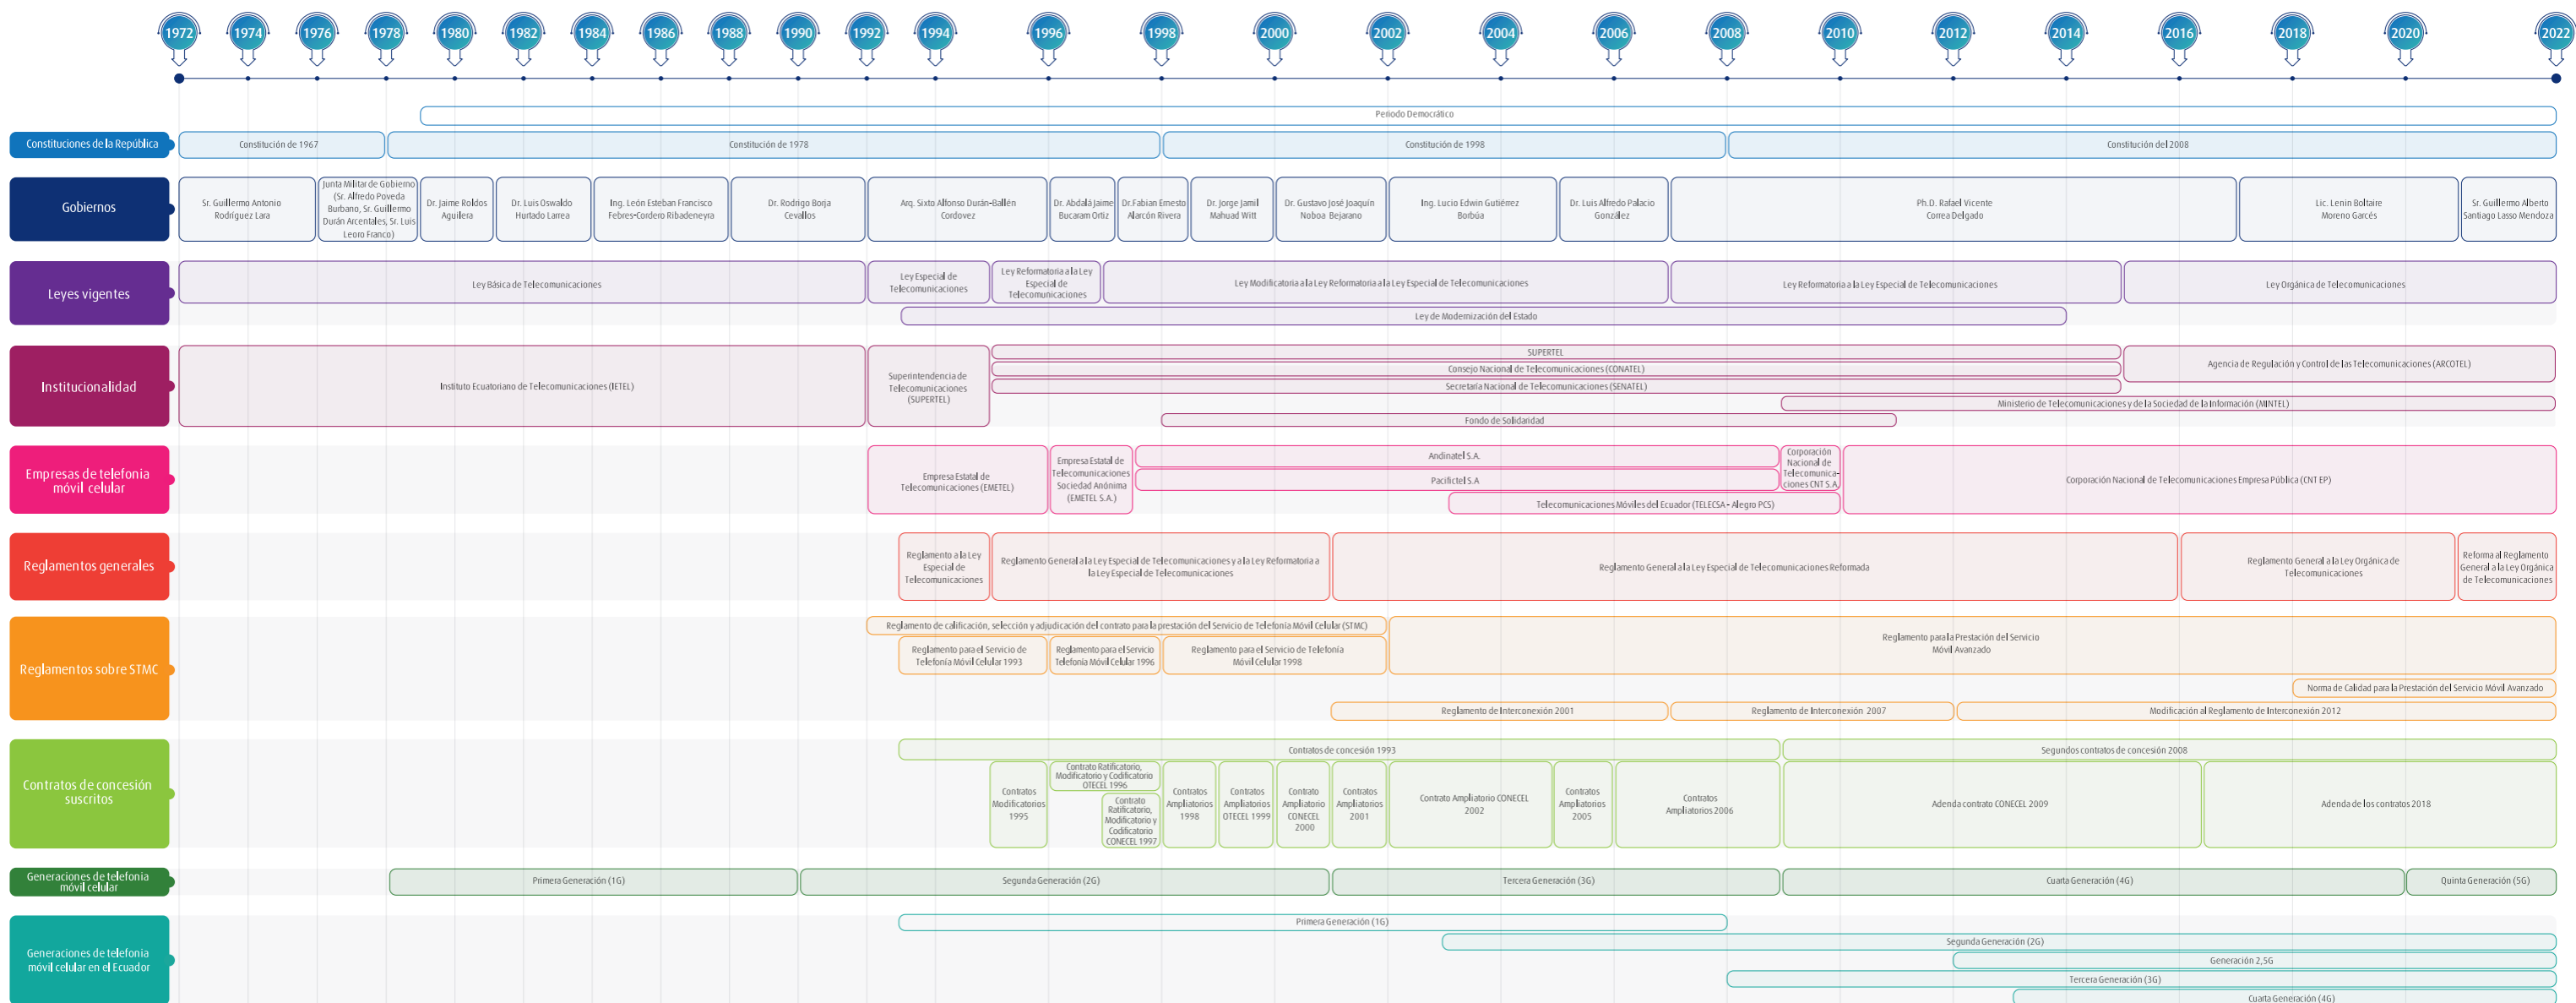 1972 1974 1976 1978 1980 1982 1984 1986 1988 1990 1992 1994 1996 1998 2000 2002 2004 2006 2008 2010 2012 2014 2016 2018 2020 2022
Periodo Democrático
Constituciones de la República
Constitución de 1967
Constitución de 1978
Constitución de 1998
Constitución del 2008
Gobiernos
Sr. Guillermo Antonio
Rodríguez Lara
Junta Militar de Gobierno
(Sr. Alfredo Poveda
Burbano, Sr. Guillermo
Durán Arcentales, Sr. Luis
Leoro Franco)
Dr. Jaime Roldos
Aguilera
Dr. Luis Oswaldo
Hurtado Larrea
Ing. León Esteban Francisco
Febres-Cordero Ribadeneyra
Dr. Rodrigo Borja
Cevallos
Arq. Sixto Alfonso Durán-Ballén
Cordovez
Dr. Abdalá Jaime
Bucaram Ortiz
Dr.Fabian Ernesto
Alarcón Rivera
Dr. Jorge Jamil
Mahuad Witt
Dr. Gustavo José Joaquín
Noboa Bejarano
Ing. Lucio Edwin Gutiérrez
Borbúa
Dr. Luis Alfredo Palacio
González
Ph.D. Rafael Vicente
Correa Delgado
Lic. Lenin Boltaire
Moreno Garcés
Sr. Guillermo Alberto
Santiago Lasso Mendoza
Leyes vigentes
Ley Básica de Telecomunicaciones
Ley Especial de
Telecomunicaciones
Ley Reformatoria a la Ley
Especial de
Telecomunicaciones
Ley Modificatoria a la Ley Reformatoria a la Ley Especial de Telecomunicaciones
Ley Reformatoria a la Ley Especial de Telecomunicaciones
Ley Orgánica de Telecomunicaciones
Ley de Modernización del Estado
Institucionalidad
Instituto Ecuatoriano de Telecomunicaciones (IETEL)
Superintendencia de
Telecomunicaciones
(SUPERTEL)
SUPERTEL
Consejo Nacional de Telecomunicaciones (CONATEL)
Secretaría Nacional de Telecomunicaciones (SENATEL)
Agencia de Regulación y Control de las Telecomunicaciones (ARCOTEL)
Ministerio de Telecomunicaciones y de la Sociedad de la Información (MINTEL)
Fondo de Solidaridad
Empresas de telefonia
móvil celular
Empresa Estatal de
Telecomunicaciones (EMETEL)
Empresa Estatal de
Telecomunicaciones
Sociedad Anónima
(EMETEL S.A.)
Andinatel S.A.
Pacifictel S.A
Corporación
Nacional de
Telecomunica-
ciones CNT S.A.
Telecomunicaciones Móviles del Ecuador (TELECSA - Alegro PCS)
Corporación Nacional de Telecomunicaciones Empresa Pública (CNT EP)
Reglamentos generales
Reglamento a la Ley
Especial de
Telecomunicaciones
Reglamento General a la Ley Especial de Telecomunicaciones y a la Ley Reformatoria a
la Ley Especial de Telecomunicaciones
Reglamento General a la Ley Especial de Telecomunicaciones Reformada
Reglamento General a la Ley Orgánica de
Telecomunicaciones
Reforma al Reglamento
General a la Ley Orgánica
de Telecomunicaciones
Reglamentos sobre STMC
Reglamento de calificación, selección y adjudicación del contrato para la prestación del Servicio de Telefonía Móvil Celular (STMC)
Reglamento para el Servicio de
Telefonía Móvil Celular 1993
Reglamento para el Servicio
Telefonía Móvil Celular 1996
Reglamento para el Servicio de Telefonía
Móvil Celular 1998
Reglamento para la Prestación del Servicio
Móvil Avanzado
Norma de Calidad para la Prestación del Servicio Móvil Avanzado
Reglamento de Interconexión 2001
Reglamento de Interconexión 2007
Modificación al Reglamento de Interconexión 2012
Contratos de concesión
suscritos
Contratos de concesión 1993
Segundos contratos de concesión 2008
Contratos
Modificatorios
1995
Contrato Ratificatorio,
Modificatorio y Codificatorio
OTECEL 1996
Contrato
Ratificatorio,
Modificatorio y
Codificatorio
CONECEL 1997
Contratos
Ampliatorios
1998
Contratos
Ampliatorios
OTECEL 1999
Contrato
Ampliatorio
CONECEL
2000
Contratos
Ampliatorios
2001
Contrato Ampliatorio CONECEL
2002
Contratos
Ampliatorios
2005
Contratos
Ampliatorios 2006
Adenda contrato CONECEL 2009
Adenda de los contratos 2018
Generaciones de telefonia
móvil celular
Primera Generación (1G)
Segunda Generación (2G)
Tercera Generación (3G)
Cuarta Generación (4G)
Quinta Generación (5G)
Generaciones de telefonia
móvil celular en el Ecuador
Primera Generación (1G)
Segunda Generación (2G)
Generación 2,5G
Tercera Generación (3G)
Cuarta Generación (4G)